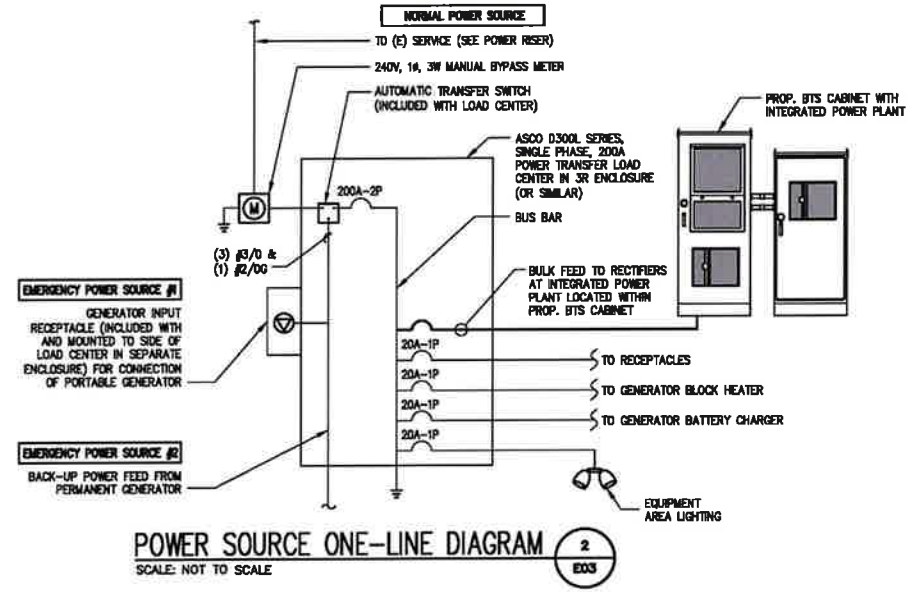 NORMAL POWER SOURCE
TO (E) SERVICE (SEE POWER RISER)
240V, 1ø, 3W MANUAL BYPASS METER
AUTOMATIC TRANSFER SWITCH
(INCLUDED WITH LOAD CENTER)
PROP. BTS CABINET WITH
INTEGRATED POWER PLANT
ASCO D300L SERIES,
SINGLE PHASE, 200A
POWER TRANSFER LOAD
CENTER IN 3R ENCLOSURE
(OR SIMILAR)
200A-2P
M
BUS BAR
(3) #3/0 &
(1) #2/0G
EMERGENCY POWER SOURCE #1
GENERATOR INPUT
RECEPTACLE (INCLUDED WITH
AND MOUNTED TO SIDE OF
LOAD CENTER IN SEPARATE
ENCLOSURE) FOR CONNECTION
OF PORTABLE GENERATOR
BULK FEED TO RECTIFIERS
AT INTEGRATED POWER
PLANT LOCATED WITHIN
PROP. BTS CABINET
20A-1P
TO RECEPTACLES
20A-1P
TO GENERATOR BLOCK HEATER
20A-1P
TO GENERATOR BATTERY CHARGER
20A-1P
EMERGENCY POWER SOURCE #2
BACK-UP POWER FEED FROM
PERMANENT GENERATOR
EQUIPMENT
AREA LIGHTING
POWER SOURCE ONE-LINE DIAGRAM
SCALE: NOT TO SCALE
2
E03